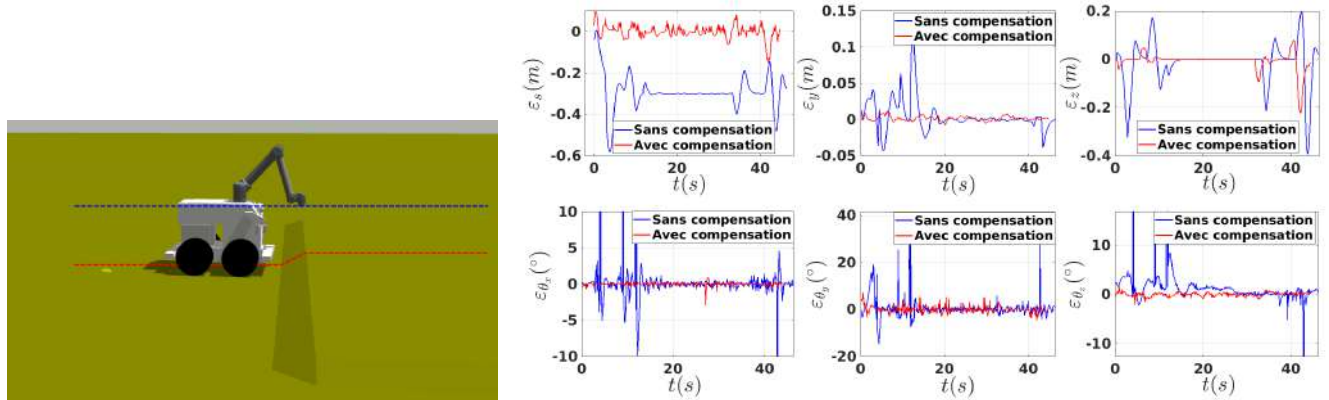 0
-0.2
-0.4
-0.6
ε_s(m)
Sans compensation
Avec compensation
0 20 40
t(s)
0.15
0.1
0.05
0
0.05
ε_y(m)
Sans compensation
Avec compensation
0 20 40
t(s)
0.2
0
-0.2
0.4
ε_z(m)
Sans compensation
Avec compensation
0 20 40
t(s)
10
5
0
-5
-10
ε_θ_x(°)
Sans compensation
Avec compensation
0 20 40
t(s)
40
20
0
-20
ε_θ_y(°)
Sans compensation
Avec compensation
0 20 40
t(s)
10
0
-10
ε_θ_z(°)
Sans compensation
Avec compensation
0 20 40
t(s)